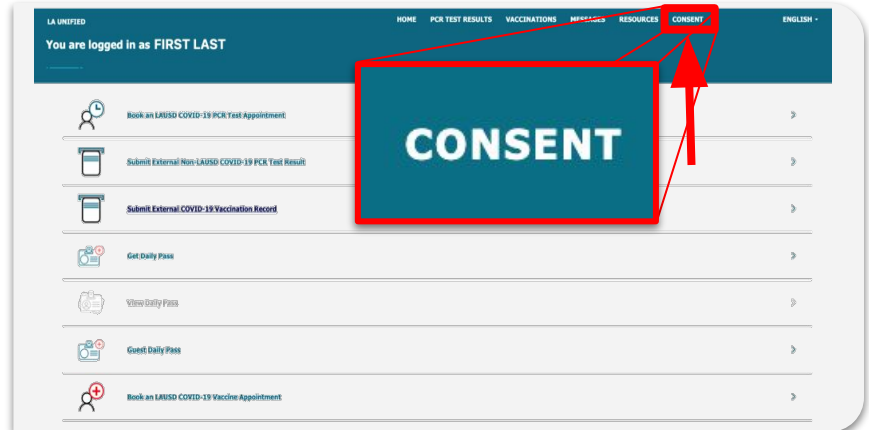 LA UNIFIED
HOME PCR TEST RESULTS VACCINATIONS MESSAGES RESOURCES CONSENT ENGLISH
You are logged in as FIRST LAST
CONSENT
Book an LAUSD COVID-19 PCR Test Appointment
Submit External Non-LAUSD COVID-19 PCR Test Result
Submit External COVID-19 Vaccination Record
Get Daily Pass
View Daily Pass
Guest Daily Pass
Book an LAUSD COVID-19 Vaccine Appointment